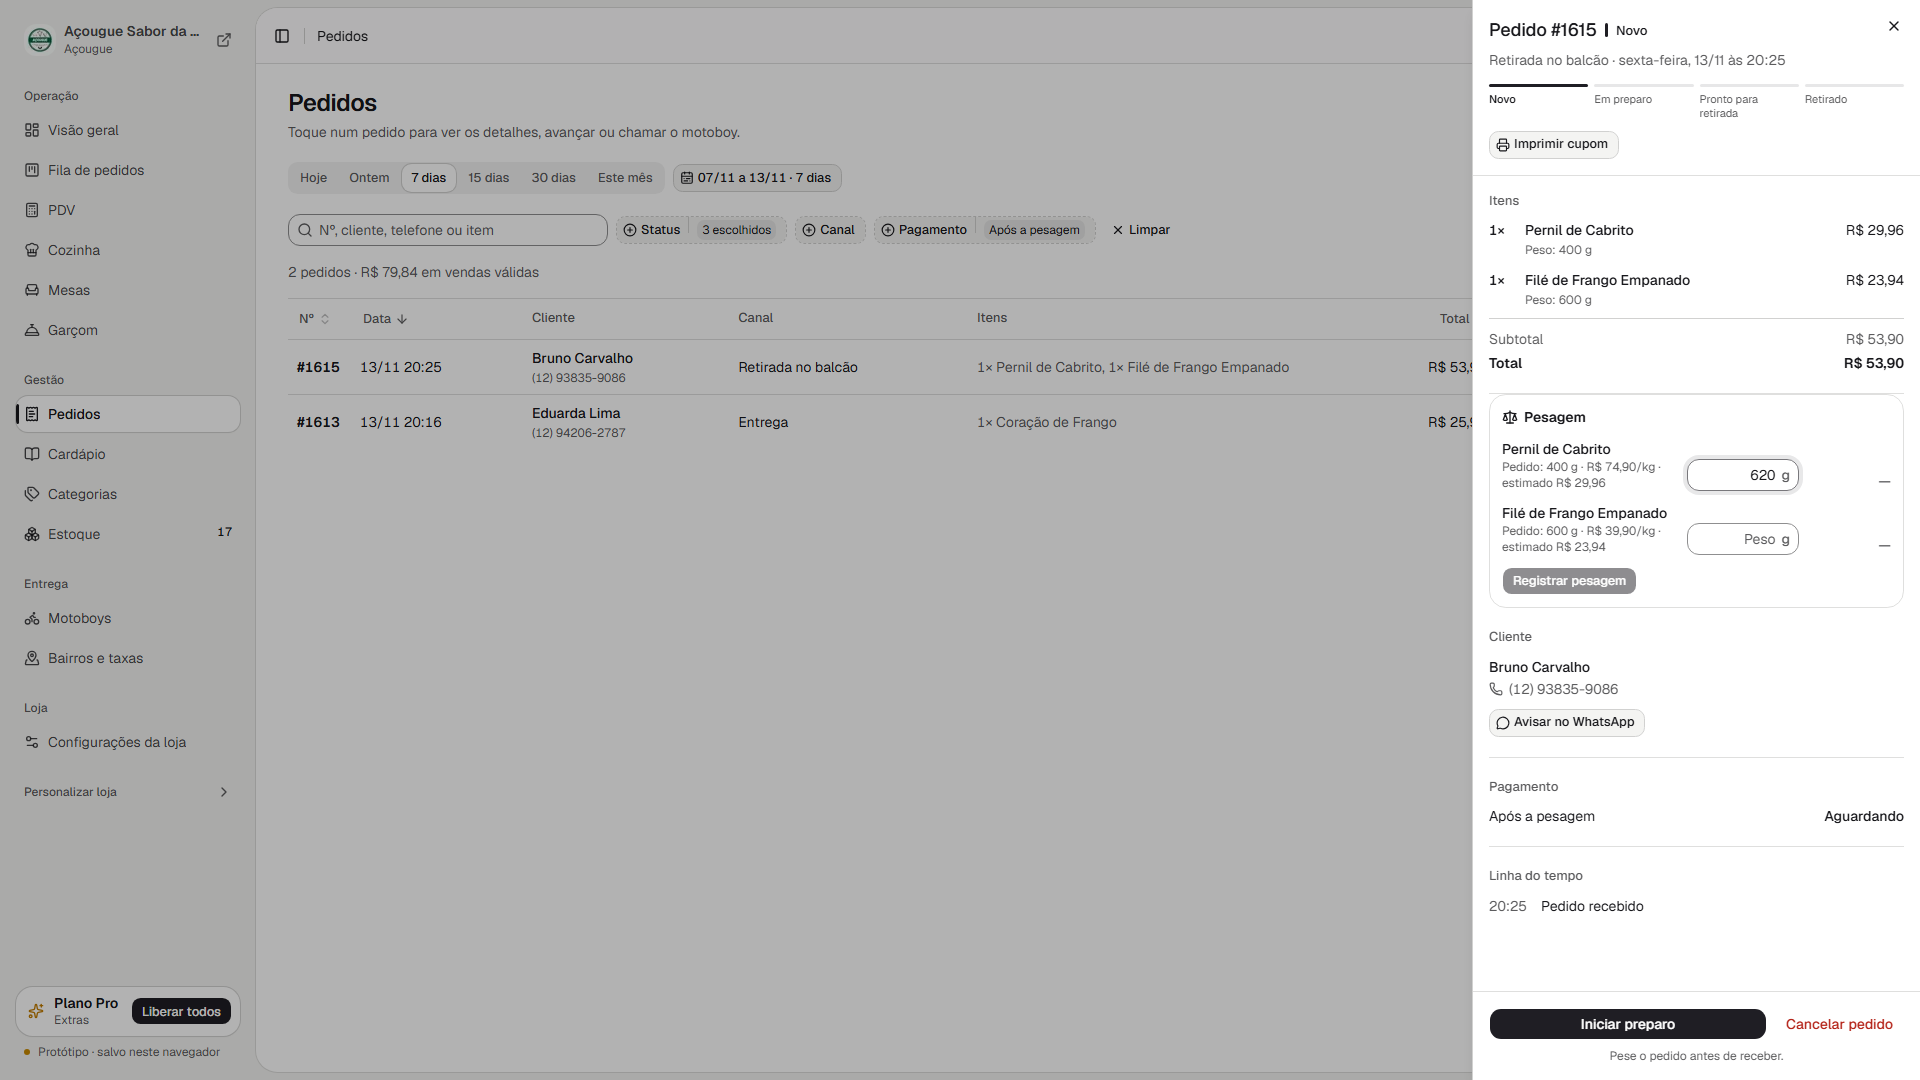 Açougue Sabor da ...
Açougue
Operação
Visão geral
Fila de pedidos
PDV
Cozinha
Mesas
Garçom
Gestão
Pedidos
Cardápio
Categorias
Estoque 17
Entrega
Motoboys
Bairros e taxas
Loja
Configurações da loja
Personalizar loja
Plano Pro
Extras
Liberar todos
Protótipo · salvo neste navegador
Pedidos
Pedidos
Toque num pedido para ver os detalhes, avançar ou chamar o motoboy.
Hoje Ontem 7 dias 15 dias 30 dias Este mês 07/11 a 13/11 · 7 dias
Nº, cliente, telefone ou item Status 3 escolhidos Canal Pagamento Após a pesagem Limpar
2 pedidos · R$ 79,84 em vendas válidas
Nº Data Cliente Canal Itens Total
#1615 13/11 20:25 Bruno Carvalho Retirada no balcão 1× Pernil de Cabrito, 1× Filé de Frango Empanado R$ 53,9
(12) 93835-9086
#1613 13/11 20:16 Eduarda Lima Entrega 1× Coração de Frango R$ 25,9
(12) 94206-2787
Pedido #1615 Novo
Retirada no balcão · sexta-feira, 13/11 às 20:25
Novo Em preparo Pronto para retirada Retirado
Imprimir cupom
Itens
1× Pernil de Cabrito R$ 29,96
Peso: 400 g
1× Filé de Frango Empanado R$ 23,94
Peso: 600 g
Subtotal R$ 53,90
Total R$ 53,90
Pesagem
Pernil de Cabrito
Pedido: 400 g · R$ 74,90/kg ·
estimado R$ 29,96
620 g —
Filé de Frango Empanado
Pedido: 600 g · R$ 39,90/kg ·
estimado R$ 23,94
Peso g —
Registrar pesagem
Cliente
Bruno Carvalho
(12) 93835-9086
Avisar no WhatsApp
Pagamento
Após a pesagem Aguardando
Linha do tempo
20:25 Pedido recebido
Iniciar preparo Cancelar pedido
Pese o pedido antes de receber.